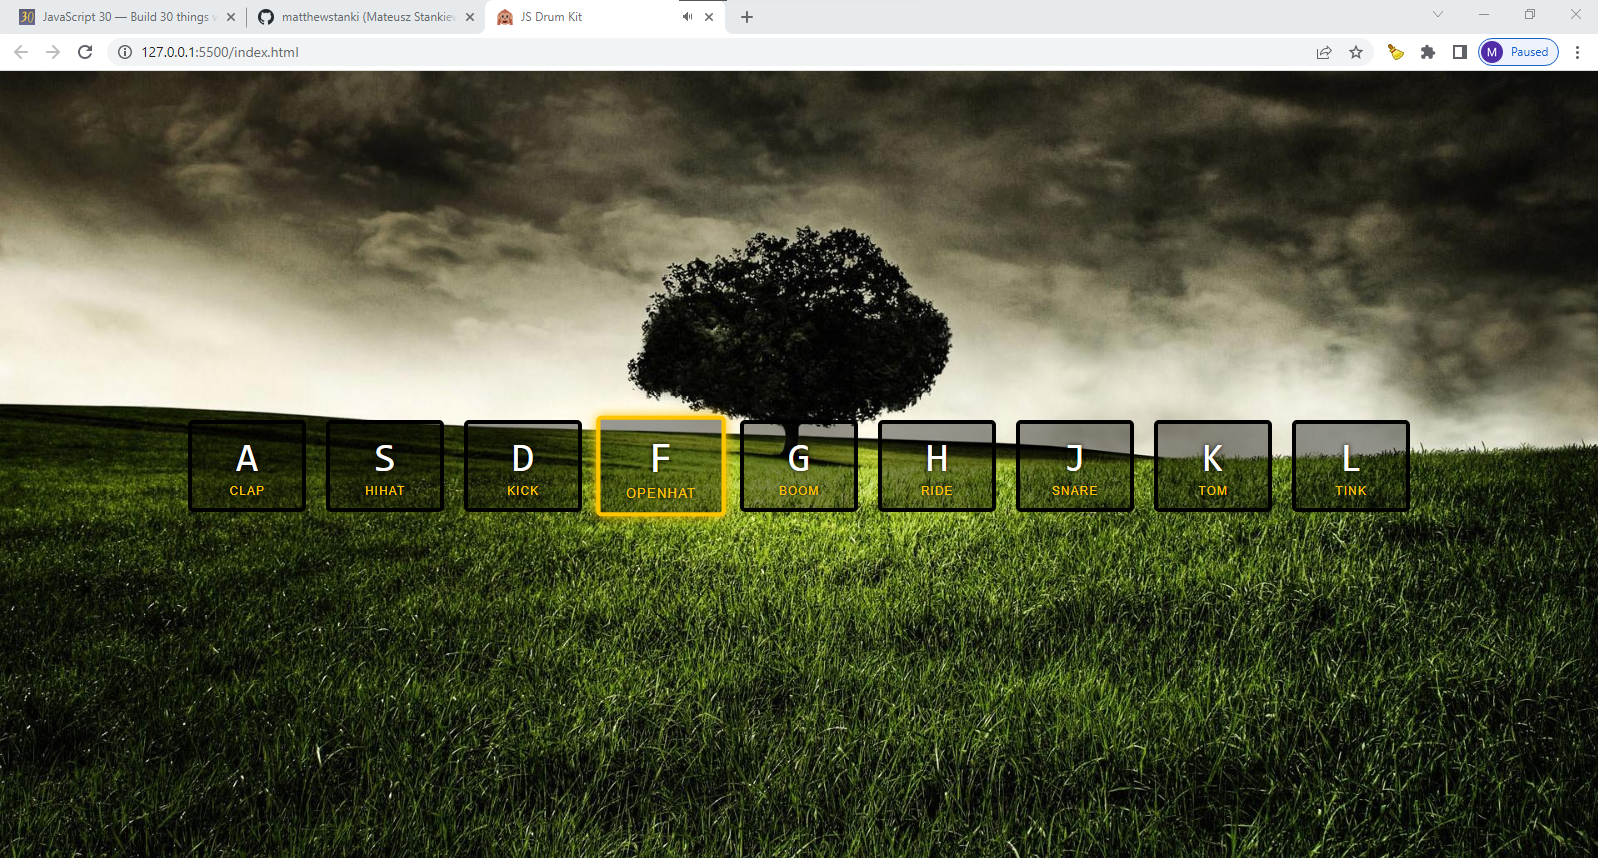 30 JavaScript 30 — Build 30 things
matthewstanki (Mateusz Stankie
JS Drum Kit
127.0.0.1:5500/index.html
M Paused
A S D F G H J K L
CLAP HIHAT KICK OPENHAT BOOM RIDE SNARE TOM TINK